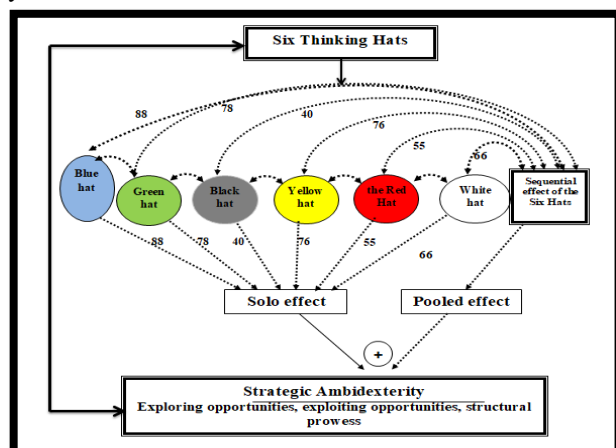 Six Thinking Hats
88
78
40
76
55
66
Blue
hat
Green
hat
Black
hat
Yellow
hat
the Red
Hat
White
hat
Sequential
effect of the
Six Hats
88
78
40
76
55
66
Solo effect
Pooled effect
+
Strategic Ambidexterity
Exploring opportunities, exploiting opportunities, structural
prowess